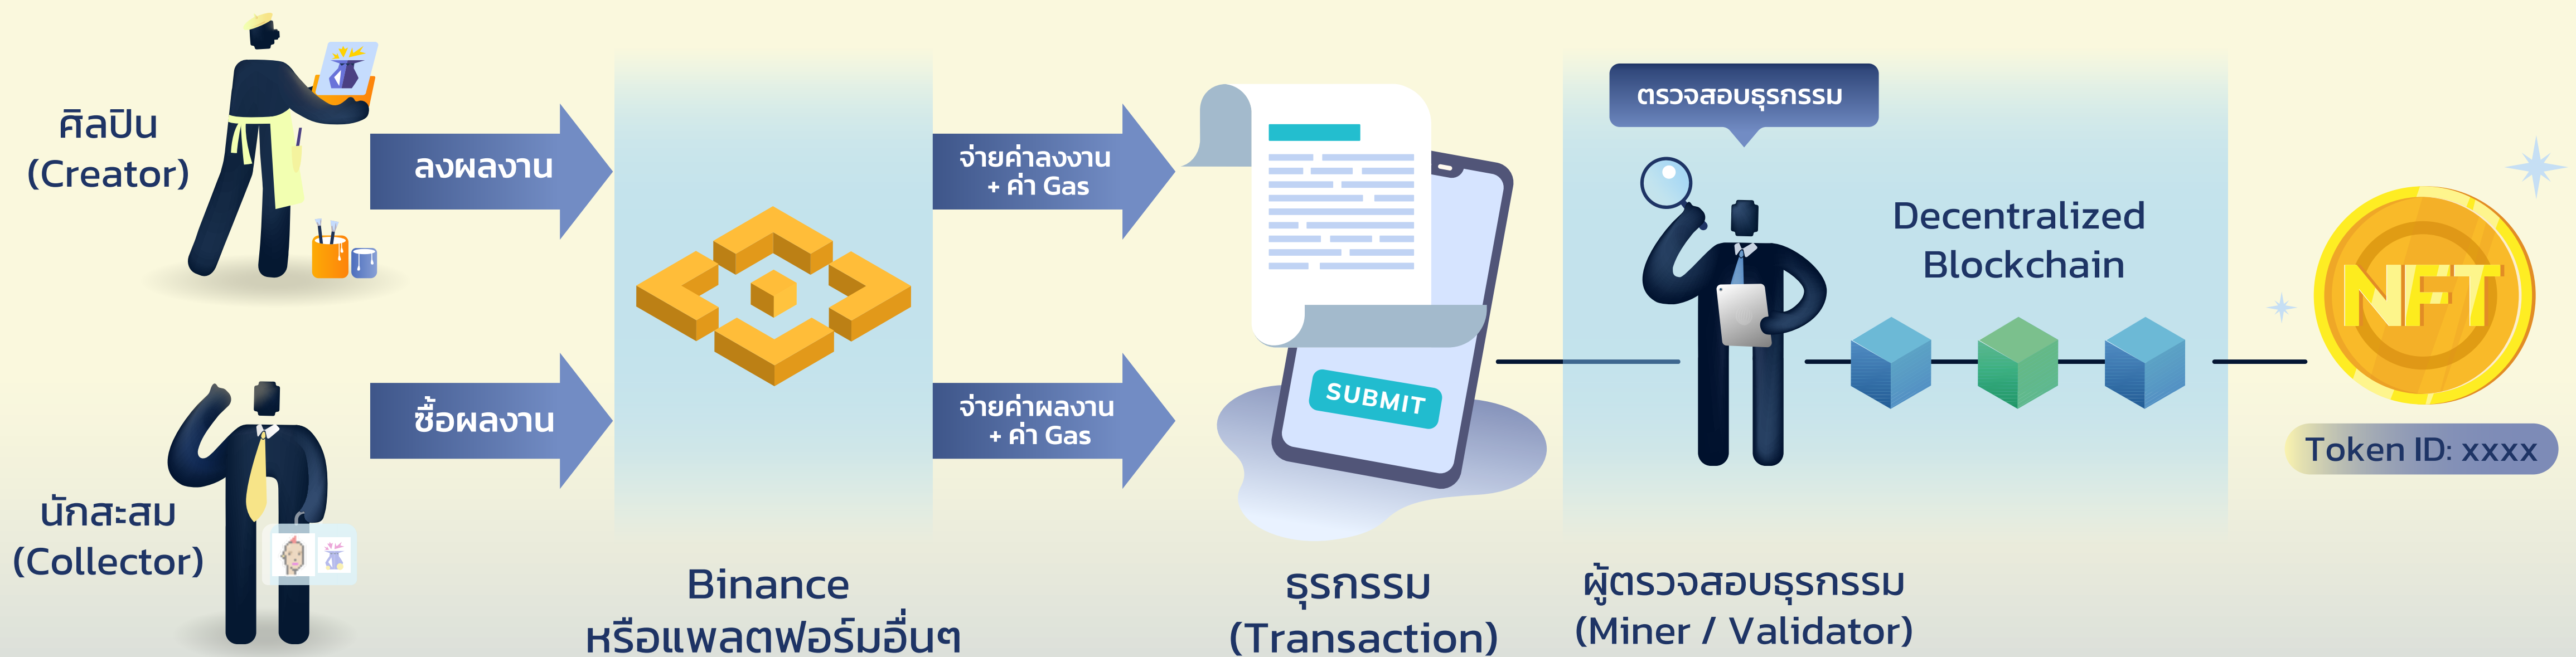 ศิลปิน
(Creator)
ลงผลงาน
จ่ายค่าลงงาน
+ ค่า Gas
นักสะสม
(Collector)
ซื้อผลงาน
จ่ายค่าผลงาน
+ ค่า Gas
Binance
หรือแพลตฟอร์มอื่นๆ
SUBMIT
ธุรกรรม
(Transaction)
ตรวจสอบธุรกรรม
Decentralized
Blockchain
ผู้ตรวจสอบธุรกรรม
(Miner / Validator)
NFT
Token ID: xxxx